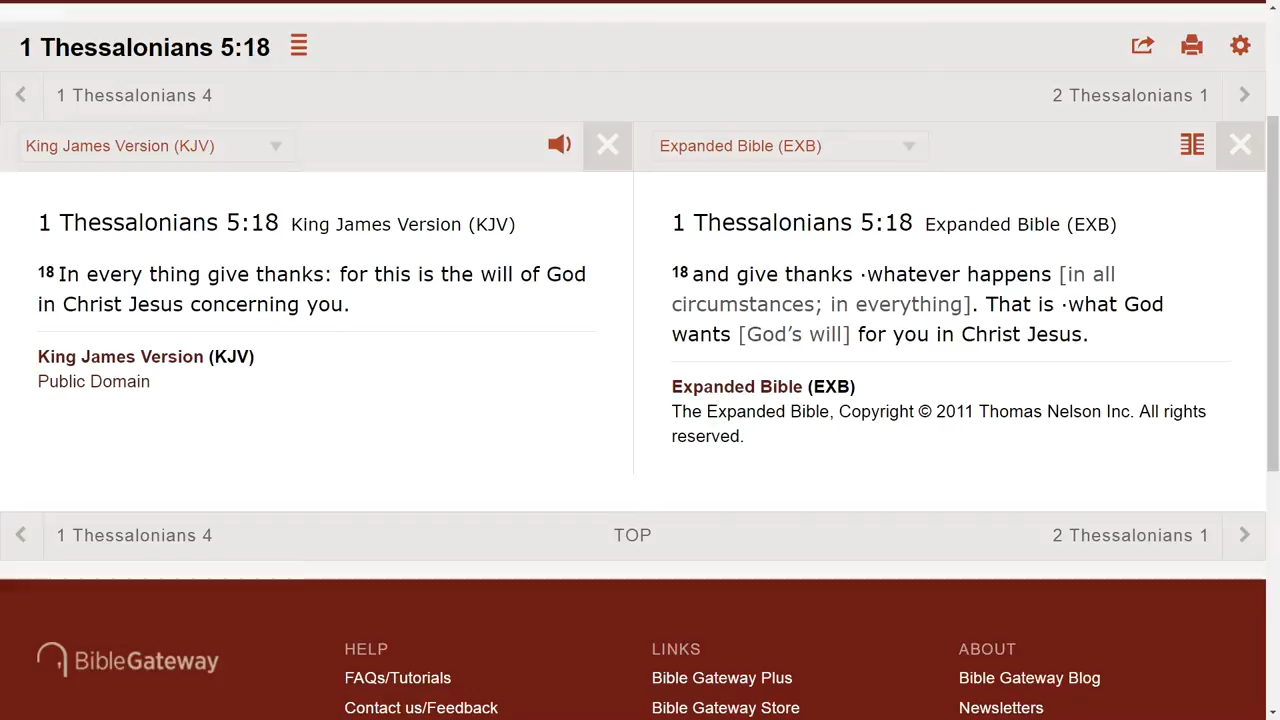 1 Thessalonians 5:18
1 Thessalonians 4
2 Thessalonians 1
King James Version (KJV)
Expanded Bible (EXB)
1 Thessalonians 5:18 King James Version (KJV)
18 In every thing give thanks: for this is the will of God
in Christ Jesus concerning you.
King James Version (KJV)
Public Domain
1 Thessalonians 5:18 Expanded Bible (EXB)
18 and give thanks ·whatever happens [in all
circumstances; in everything]. That is ·what God
wants [God’s will] for you in Christ Jesus.
Expanded Bible (EXB)
The Expanded Bible, Copyright © 2011 Thomas Nelson Inc. All rights
reserved.
1 Thessalonians 4
TOP
2 Thessalonians 1
BibleGateway
HELP
FAQs/Tutorials
Contact us/Feedback
LINKS
Bible Gateway Plus
Bible Gateway Store
ABOUT
Bible Gateway Blog
Newsletters